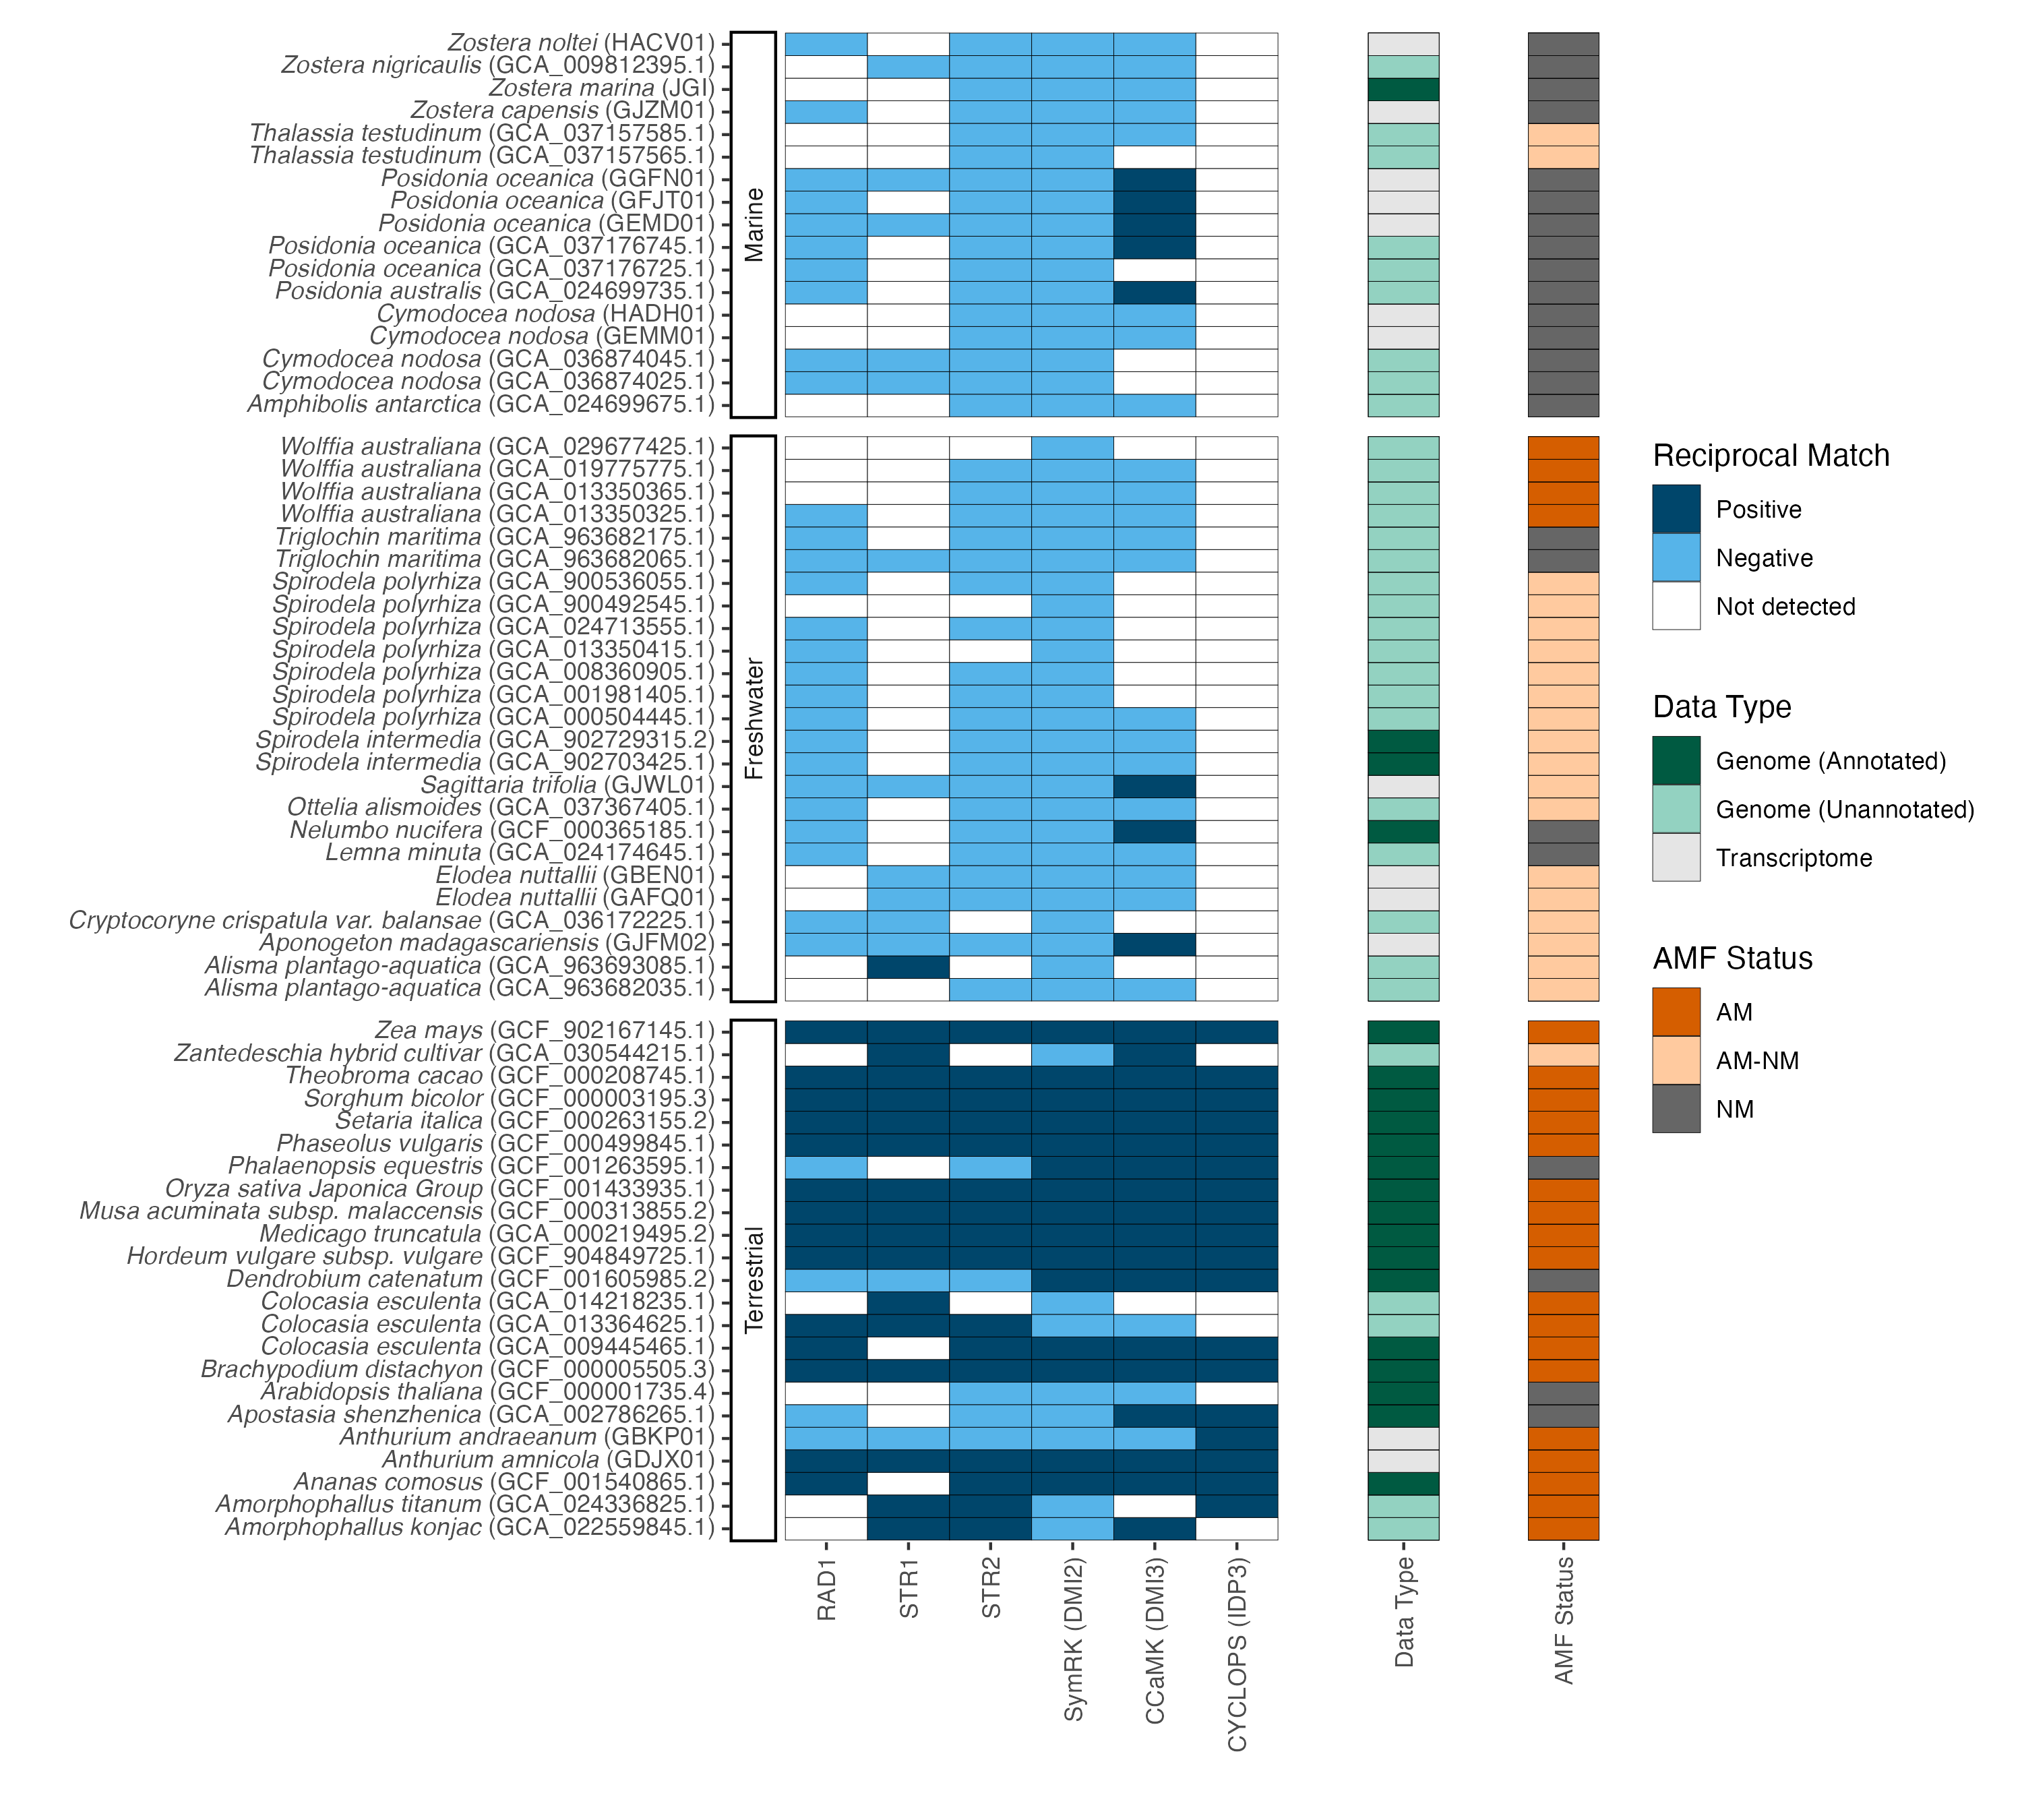 Zostera noltei (HACV01)
Zostera nigricaulis (GCA_009812395.1)
Zostera marina (JGI)
Zostera capensis (GJZM01)
Thalassia testudinum (GCA_037157585.1)
Thalassia testudinum (GCA_037157565.1)
Posidonia oceanica (GGFN01)
Posidonia oceanica (GFJT01)
Posidonia oceanica (GEMD01)
Posidonia oceanica (GCA_037176745.1)
Posidonia oceanica (GCA_037176725.1)
Posidonia australis (GCA_024699735.1)
Cymodocea nodosa (HADH01)
Cymodocea nodosa (GEMM01)
Cymodocea nodosa (GCA_036874045.1)
Cymodocea nodosa (GCA_036874025.1)
Amphibolis antarctica (GCA_024699675.1)
Marine
Wolffia australiana (GCA_029677425.1)
Wolffia australiana (GCA_019775775.1)
Wolffia australiana (GCA_013350365.1)
Wolffia australiana (GCA_013350325.1)
Triglochin maritima (GCA_963682175.1)
Triglochin maritima (GCA_963682065.1)
Spirodela polyrhiza (GCA_900536055.1)
Spirodela polyrhiza (GCA_900492545.1)
Spirodela polyrhiza (GCA_024713555.1)
Spirodela polyrhiza (GCA_013350415.1)
Spirodela polyrhiza (GCA_008360905.1)
Spirodela polyrhiza (GCA_001981405.1)
Spirodela polyrhiza (GCA_000504445.1)
Spirodela intermedia (GCA_902729315.2)
Spirodela intermedia (GCA_902703425.1)
Sagittaria trifolia (GJWL01)
Ottelia alismoides (GCA_037367405.1)
Nelumbo nucifera (GCF_000365185.1)
Lemna minuta (GCA_024174645.1)
Elodea nuttallii (GBEN01)
Elodea nuttallii (GAFQ01)
Cryptocoryne crispatula var. balansae (GCA_036172225.1)
Aponogeton madagascariensis (GJFM02)
Alisma plantago-aquatica (GCA_963693085.1)
Alisma plantago-aquatica (GCA_963682035.1)
Freshwater
Zea mays (GCF_902167145.1)
Zantedeschia hybrid cultivar (GCA_030544215.1)
Theobroma cacao (GCF_000208745.1)
Sorghum bicolor (GCF_000003195.3)
Setaria italica (GCF_000263155.2)
Phaseolus vulgaris (GCF_000499845.1)
Phalaenopsis equestris (GCF_001263595.1)
Oryza sativa Japonica Group (GCF_001433935.1)
Musa acuminata subsp. malaccensis (GCF_000313855.2)
Medicago truncatula (GCA_000219495.2)
Hordeum vulgare subsp. vulgare (GCF_904849725.1)
Dendrobium catenatum (GCF_001605985.2)
Colocasia esculenta (GCA_014218235.1)
Colocasia esculenta (GCA_013364625.1)
Colocasia esculenta (GCA_009445465.1)
Brachypodium distachyon (GCF_000005505.3)
Arabidopsis thaliana (GCF_000001735.4)
Apostasia shenzhenica (GCA_002786265.1)
Anthurium andraeanum (GBKP01)
Anthurium amnicola (GDJX01)
Ananas comosus (GCF_001540865.1)
Amorphophallus titanum (GCA_024336825.1)
Amorphophallus konjac (GCA_022559845.1)
Terrestrial
RAD1
STR1
STR2
SymRK (DMI2)
CCaMK (DMI3)
CYCLOPS (IDP3)
Data Type
AMF Status
Reciprocal Match
Positive
Negative
Not detected
Data Type
Genome (Annotated)
Genome (Unannotated)
Transcriptome
AMF Status
AM
AM-NM
NM